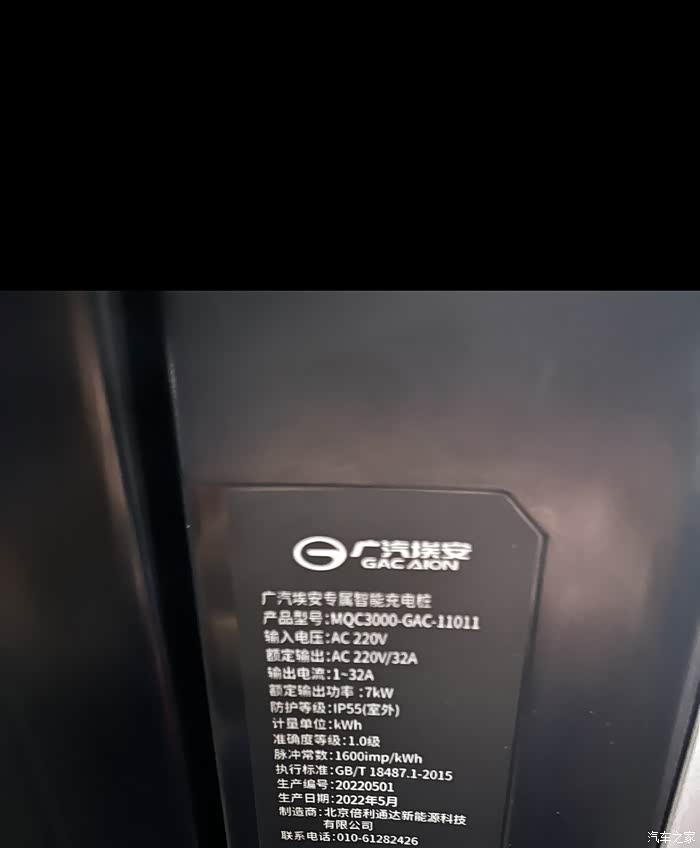 广汽埃安
GAC AION
广汽埃安专属智能充电桩
产品型号:MQC3000-GAC-11011
输入电压:AC 220V
额定输出:AC 220V/32A
输出电流:1~32A
额定输出功率:7kW
防护等级:IP55(室外)
计量单位:kWh
准确度等级:1.0级
脉冲常数:1600imp/kWh
执行标准:GB/T 18487.1-2015
生产编号:20220501
生产日期:2022年5月
制造商:北京倍利通达新能源科技
有限公司
联系电话:010-61282426
汽车之家